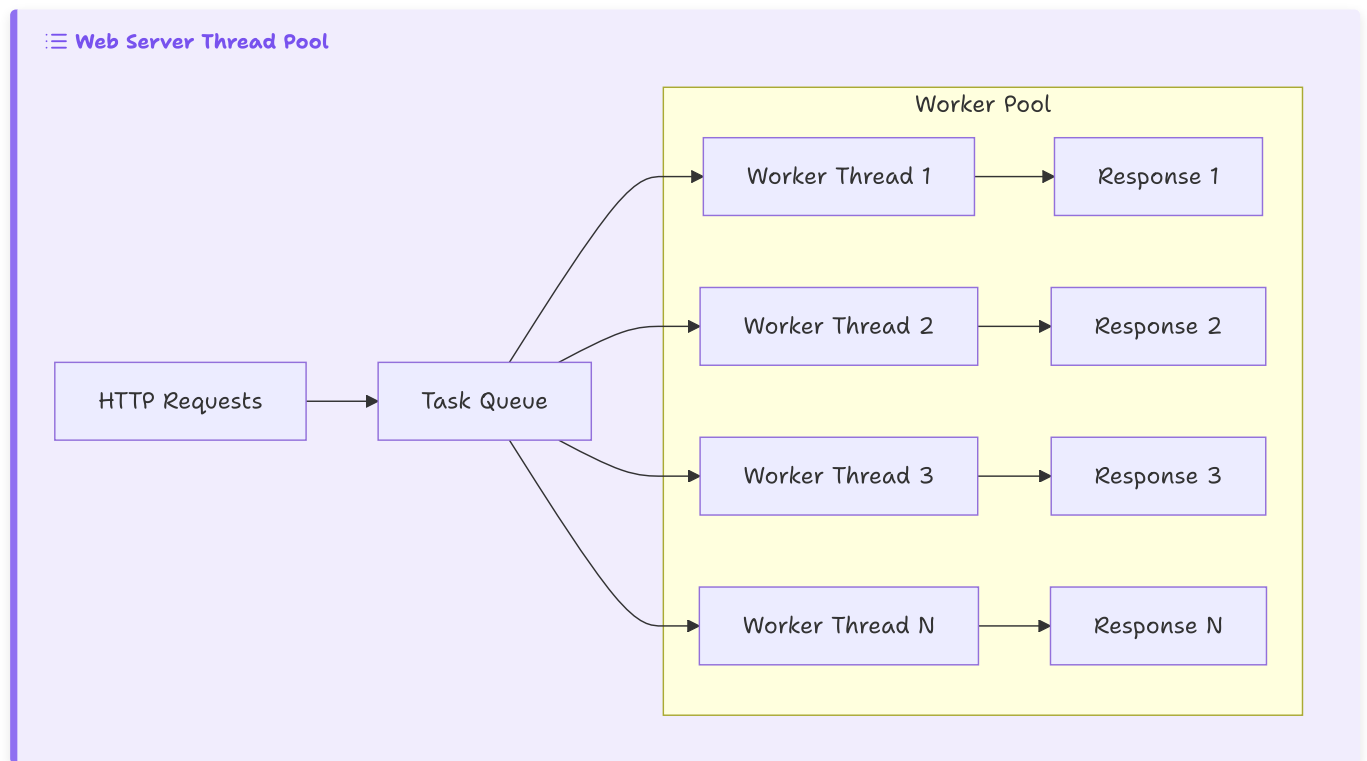 Web Server Thread Pool
Worker Pool
Worker Thread 1
Response 1
Worker Thread 2
Response 2
HTTP Requests
Task Queue
Worker Thread 3
Response 3
Worker Thread N
Response N